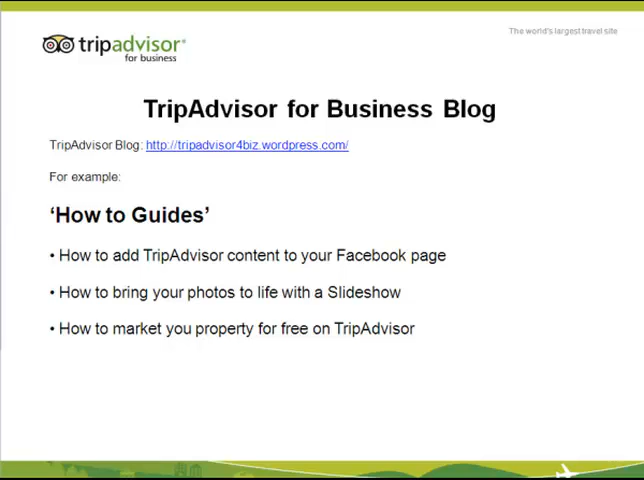 tripadvisor®
for business
The world's largest travel site
TripAdvisor for Business Blog
TripAdvisor Blog: http://tripadvisor4biz.wordpress.com/
For example:
‘How to Guides’
• How to add TripAdvisor content to your Facebook page
• How to bring your photos to life with a Slideshow
• How to market you property for free on TripAdvisor